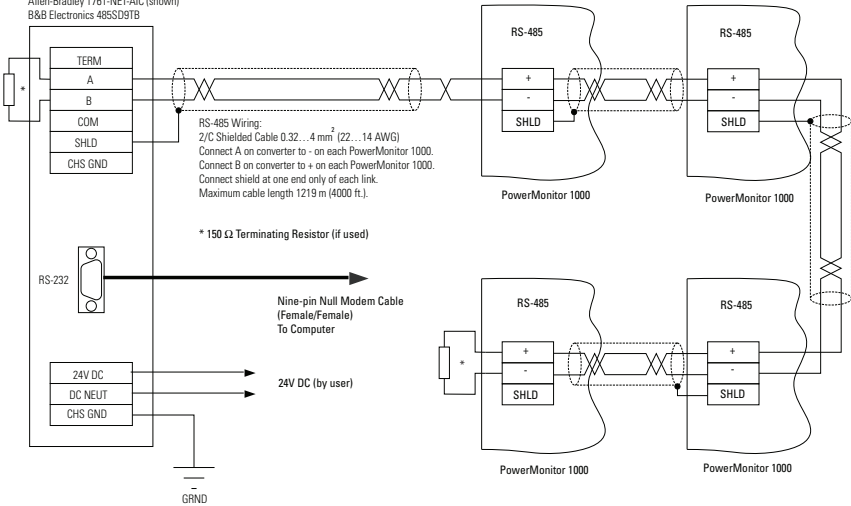 Allen-Bradley 1761-NET-AIC (shown)
B&B Electronics 485SD9TB
TERM
A
B
COM
SHLD
CHS GND
*
RS-485 Wiring:
2/C Shielded Cable 0.32…4 mm2 (22…14 AWG)
Connect A on converter to - on each PowerMonitor 1000.
Connect B on converter to + on each PowerMonitor 1000.
Connect shield at one end only of each link.
Maximum cable length 1219 m (4000 ft.).
* 150 Ω Terminating Resistor (if used)
RS-485
+
-
SHLD
PowerMonitor 1000
RS-485
+
-
SHLD
PowerMonitor 1000
RS-232
Nine-pin Null Modem Cable
(Female/Female)
To Computer
24V DC
DC NEUT
CHS GND
24V DC (by user)
GRND
*
RS-485
+
-
SHLD
PowerMonitor 1000
RS-485
+
-
SHLD
PowerMonitor 1000